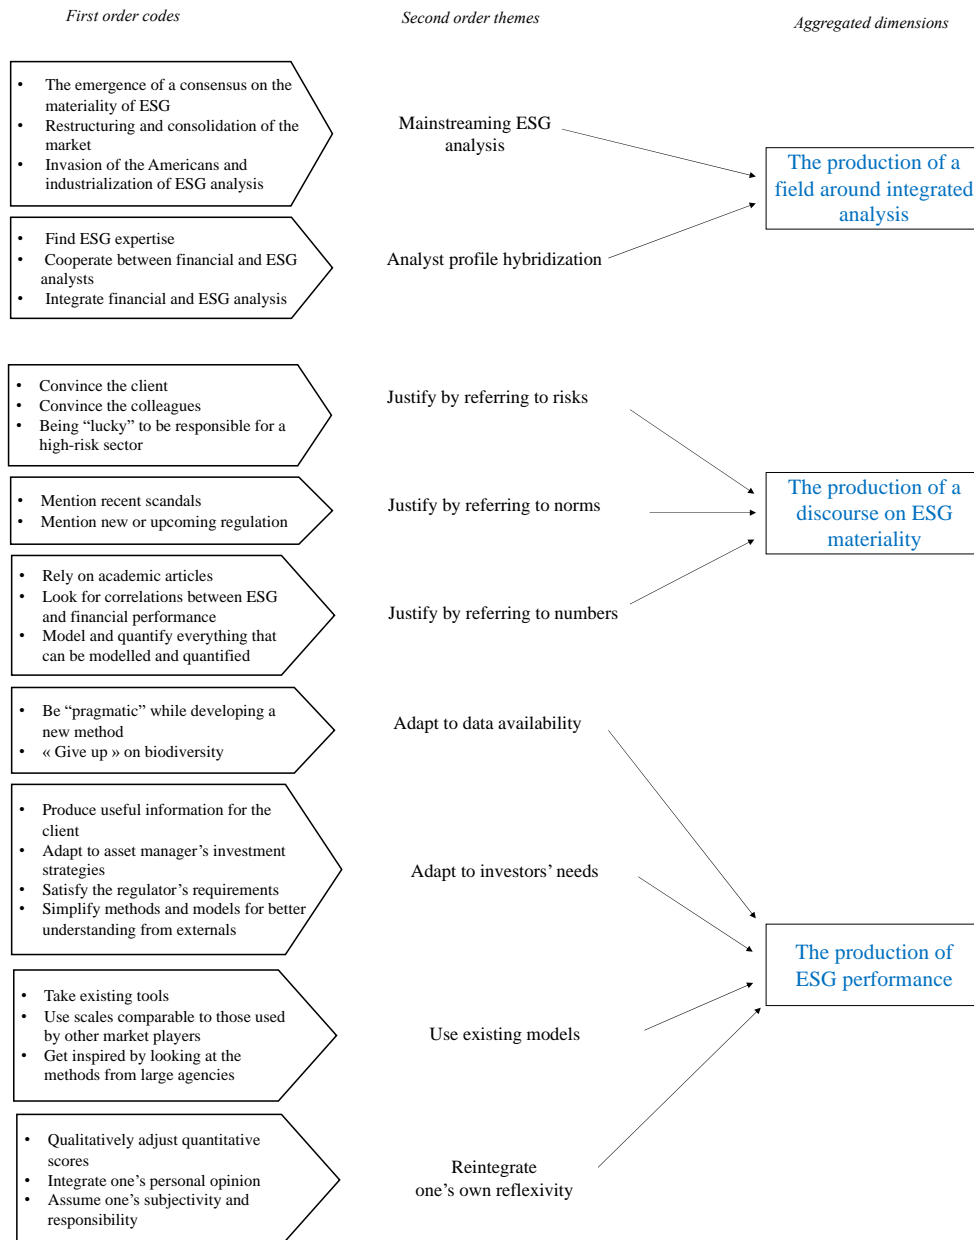 First order codes
Second order themes
Aggregated dimensions
• The emergence of a consensus on the
materiality of ESG
• Restructuring and consolidation of the
market
• Invasion of the Americans and
industrialization of ESG analysis
Mainstreaming ESG
analysis
The production of a
field around integrated
analysis
• Find ESG expertise
• Cooperate between financial and ESG
analysts
• Integrate financial and ESG analysis
Analyst profile hybridization
• Convince the client
• Convince the colleagues
• Being “lucky” to be responsible for a
high-risk sector
Justify by referring to risks
• Mention recent scandals
• Mention new or upcoming regulation
Justify by referring to norms
The production of a
discourse on ESG
materiality
• Rely on academic articles
• Look for correlations between ESG
and financial performance
• Model and quantify everything that
can be modelled and quantified
Justify by referring to numbers
• Be “pragmatic” while developing a
new method
• « Give up » on biodiversity
Adapt to data availability
• Produce useful information for the
client
• Adapt to asset manager’s investment
strategies
• Satisfy the regulator’s requirements
• Simplify methods and models for better
understanding from externals
Adapt to investors’ needs
The production of
ESG performance
• Take existing tools
• Use scales comparable to those used
by other market players
• Get inspired by looking at the
methods from large agencies
Use existing models
• Qualitatively adjust quantitative
scores
• Integrate one’s personal opinion
• Assume one’s subjectivity and
responsibility
Reintegrate
one’s own reflexivity